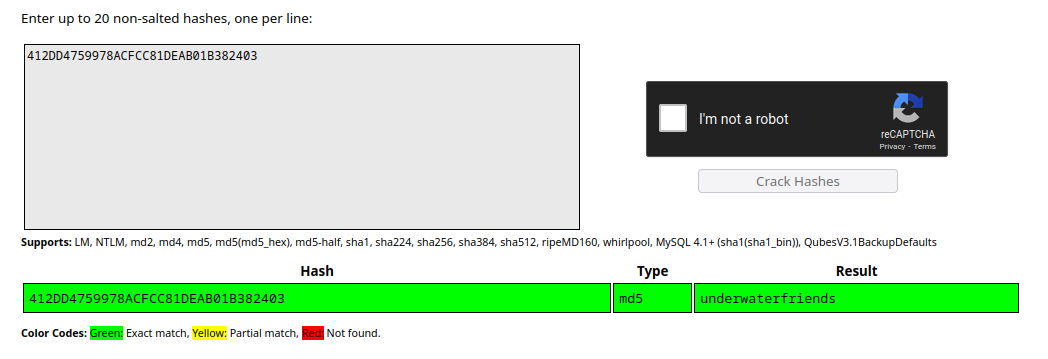 Enter up to 20 non-salted hashes, one per line:
412DD4759978ACFCC81DEAB01B382403
I'm not a robot
reCAPTCHA
Privacy - Terms
Crack Hashes
Supports: LM, NTLM, md2, md4, md5, md5(md5_hex), md5-half, sha1, sha224, sha256, sha384, sha512, ripeMD160, whirlpool, MySQL 4.1+ (sha1(sha1_bin)), QubesV3.1BackupDefaults
Hash Type Result
412DD4759978ACFCC81DEAB01B382403 md5 underwaterfriends
Color Codes: Green: Exact match, Yellow: Partial match, Red: Not found.